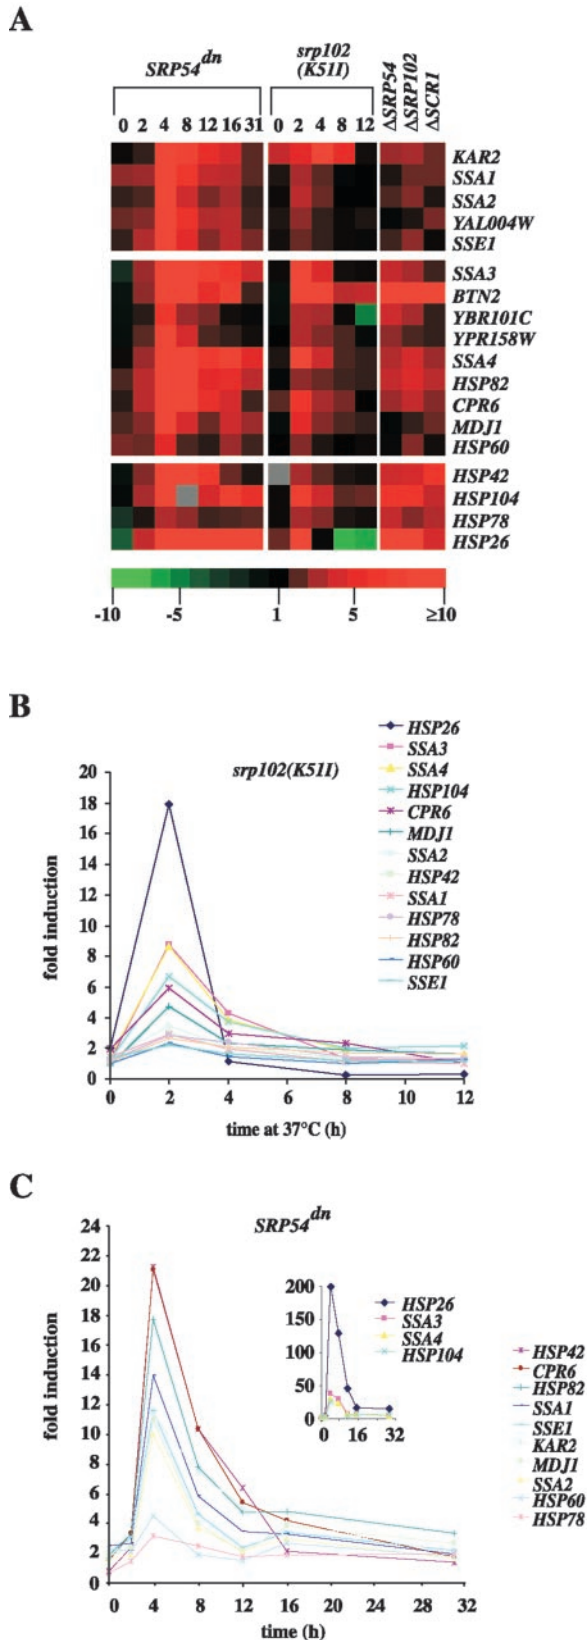 A
SRP54dn
srp102
(K51I)
ΔSRP54
ΔSRP102
ΔSCR1
0 2 4 8 12 16 31
0 2 4 8 12
KAR2
SSA1
SSA2
YAL004W
SSE1
SSA3
BTN2
YBR101C
YPR158W
SSA4
HSP82
CPR6
MDJ1
HSP60
HSP42
HSP104
HSP78
HSP26
-10 -5 1 5 ≥10
B
srp102(K51I)
HSP26
SSA3
SSA4
HSP104
CPR6
MDJ1
SSA2
HSP42
SSA1
HSP78
HSP82
HSP60
SSE1
fold induction
20
18
16
14
12
10
8
6
4
2
0
0 2 4 6 8 10 12
time at 37°C (h)
C
SRP54dn
fold induction
24
22
20
18
16
14
12
10
8
6
4
2
0
200
150
100
50
0
0 16 32
HSP26
SSA3
SSA4
HSP104
HSP42
CPR6
HSP82
SSA1
SSE1
KAR2
MDJ1
SSA2
HSP60
HSP78
0 4 8 12 16 20 24 28 32
time (h)